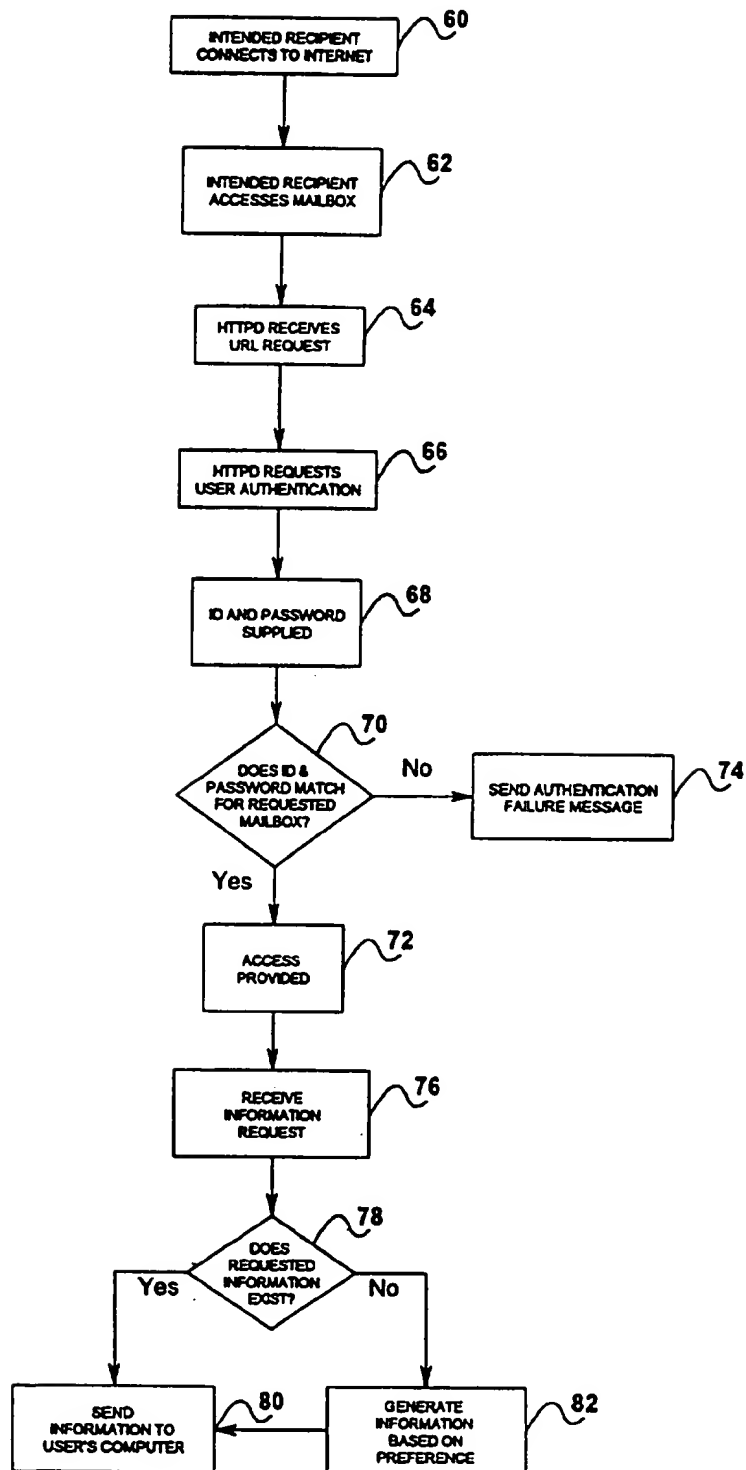 60
INTENDED RECIPIENT
CONNECTS TO INTERNET
62
INTENDED RECIPIENT
ACCESSES MAILBOX
64
HTTPD RECEIVES
URL REQUEST
66
HTTPD REQUESTS
USER AUTHENTICATION
68
ID AND PASSWORD
SUPPLIED
70
DOES ID &
PASSWORD MATCH
FOR REQUESTED
MAILBOX?
No
74
SEND AUTHENTICATION
FAILURE MESSAGE
Yes
72
ACCESS
PROVIDED
76
RECEIVE
INFORMATION
REQUEST
78
DOES
REQUESTED
INFORMATION
EXIST?
Yes
No
80
SEND
INFORMATION TO
USER'S COMPUTER
82
GENERATE
INFORMATION
BASED ON
PREFERENCE